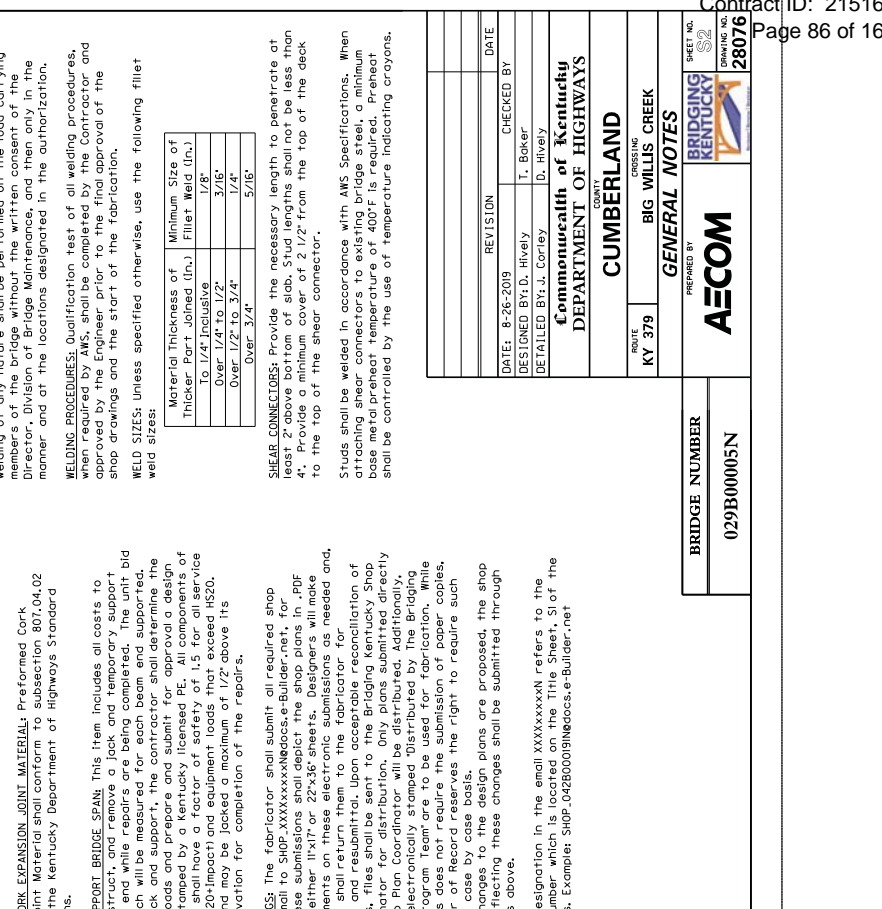 Contract ID: 21516
Page 86 of 16
ORK EXPANSION JOINT MATERIAL: Preformed Cork
int Material shall conform to subsection 807.04.02
the Kentucky Department of Highways Standard
ns.
PPORT BRIDGE SPAN: This item includes all costs to
struct, and remove a jack and temporary support
end while repairs are being completed. The unit bid
ch will be measured for each beam end supported.
ck and support, the contractor shall determine the
oads and prepare and submit for approval a design
tamped by a Kentucky licensed PE. All components of
shall have a factor of safety of 1.5 for all service
20+Impact) and equipment loads that exceed HS20.
nd may be jacked a maximum of 1/2" above its
vation for completion of the repairs.
GS: The fabricator shall submit all required shop
mail to SHOP_XXXxxxxxN@docs.e-Builder.net, for
ese submissions shall depict the shop plans in .PDF
either 11"x17" or 22"x36" sheets. Designers will make
ments on these electronic submissions as needed and,
shall return them to the fabricator for
and resubmittal. Upon acceptable reconciliation of
s, files shall be sent to the Bridging Kentucky Shop
nator for distribution. Only plans submitted directly
p Plan Coordinator will be distributed. Additionally,
electronically stamped "Distributed by The Bridging
rogram Team" are to be used for fabrication. While
s does not require the submission of paper copies,
r of Record reserves the right to require such
case by case basis.
hanges to the design plans are proposed, the shop
flecting these changes shall be submitted through
s above.
esignation in the email XXXXxxxxxN refers to the
umber which is located on the Title Sheet, S1 of the
s. Example: SHOP_042B00019N@docs.e-Builder.net
welding of any nature shall be performed on the load carrying
members of the bridge without the written consent of the
Director, Division of Bridge Maintenance, and then only in the
manner and at the locations designated in the authorization.
WELDING PROCEDURES: Qualification test of all welding procedures,
when required by AWS, shall be completed by the Contractor and
approved by the Engineer prior to the final approval of the
shop drawings and the start of the fabrication.
WELD SIZES: Unless specified otherwise, use the following fillet
weld sizes:
Material Thickness of Minimum Size of
Thicker Part Joined (In.) Fillet Weld (In.)
To 1/4" Inclusive 1/8"
Over 1/4" to 1/2" 3/16"
Over 1/2" to 3/4" 1/4"
Over 3/4" 5/16"
SHEAR CONNECTORS: Provide the necessary length to penetrate at
least 2" above bottom of slab. Stud lengths shall not be less than
4". Provide a minimum cover of 2 1/2" from the top of the deck
to the top of the shear connector.
Studs shall be welded in accordance with AWS Specifications. When
attaching shear connectors to existing bridge steel, a minimum
base metal preheat temperature of 400°F is required. Preheat
shall be controlled by the use of temperature indicating crayons.
REVISION DATE
DATE: 8-26-2019 CHECKED BY
DESIGNED BY: D. Hively T. Baker
DETAILED BY: J. Corley D. Hively
Commonwealth of Kentucky
DEPARTMENT OF HIGHWAYS
COUNTY
CUMBERLAND
ROUTE CROSSING
KY 379 BIG WILLIS CREEK
GENERAL NOTES
BRIDGE NUMBER
029B00005N
PREPARED BY
AECOM
BRIDGING
KENTUCKY
SHEET NO.
S2
DRAWING NO.
28076